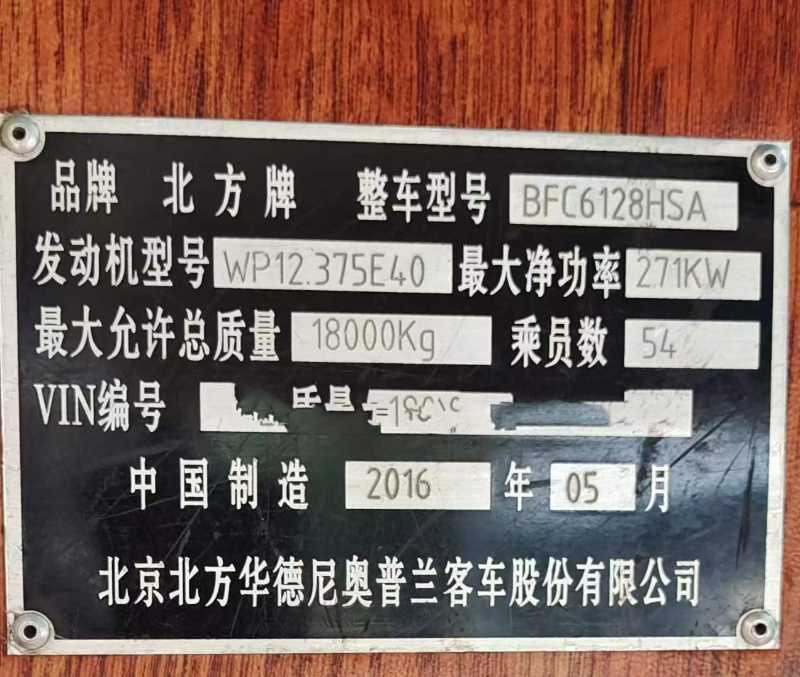 品牌 北方牌 整车型号 BFC6128HSA
发动机型号 WP12.375E40 最大净功率 271KW
最大允许总质量 18000Kg 乘员数 54
VIN编号
中国制造 2016 年 05 月
北京北方华德尼奥普兰客车股份有限公司